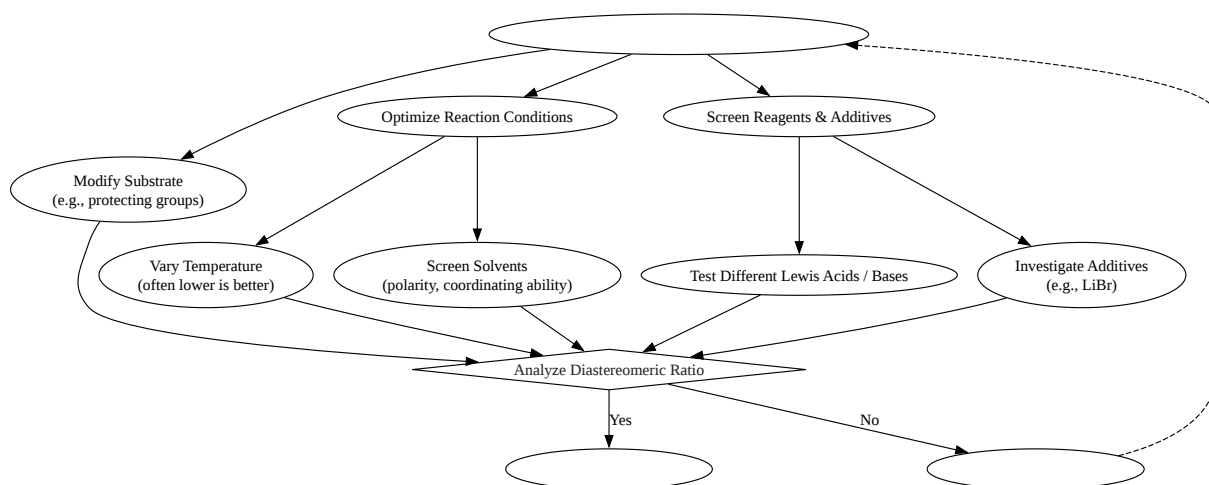 Optimize Reaction Conditions
Screen Reagents & Additives
Modify Substrate
(e.g., protecting groups)
Vary Temperature
(often lower is better)
Screen Solvents
(polarity, coordinating ability)
Test Different Lewis Acids / Bases
Investigate Additives
(e.g., LiBr)
Analyze Diastereomeric Ratio
Yes
No